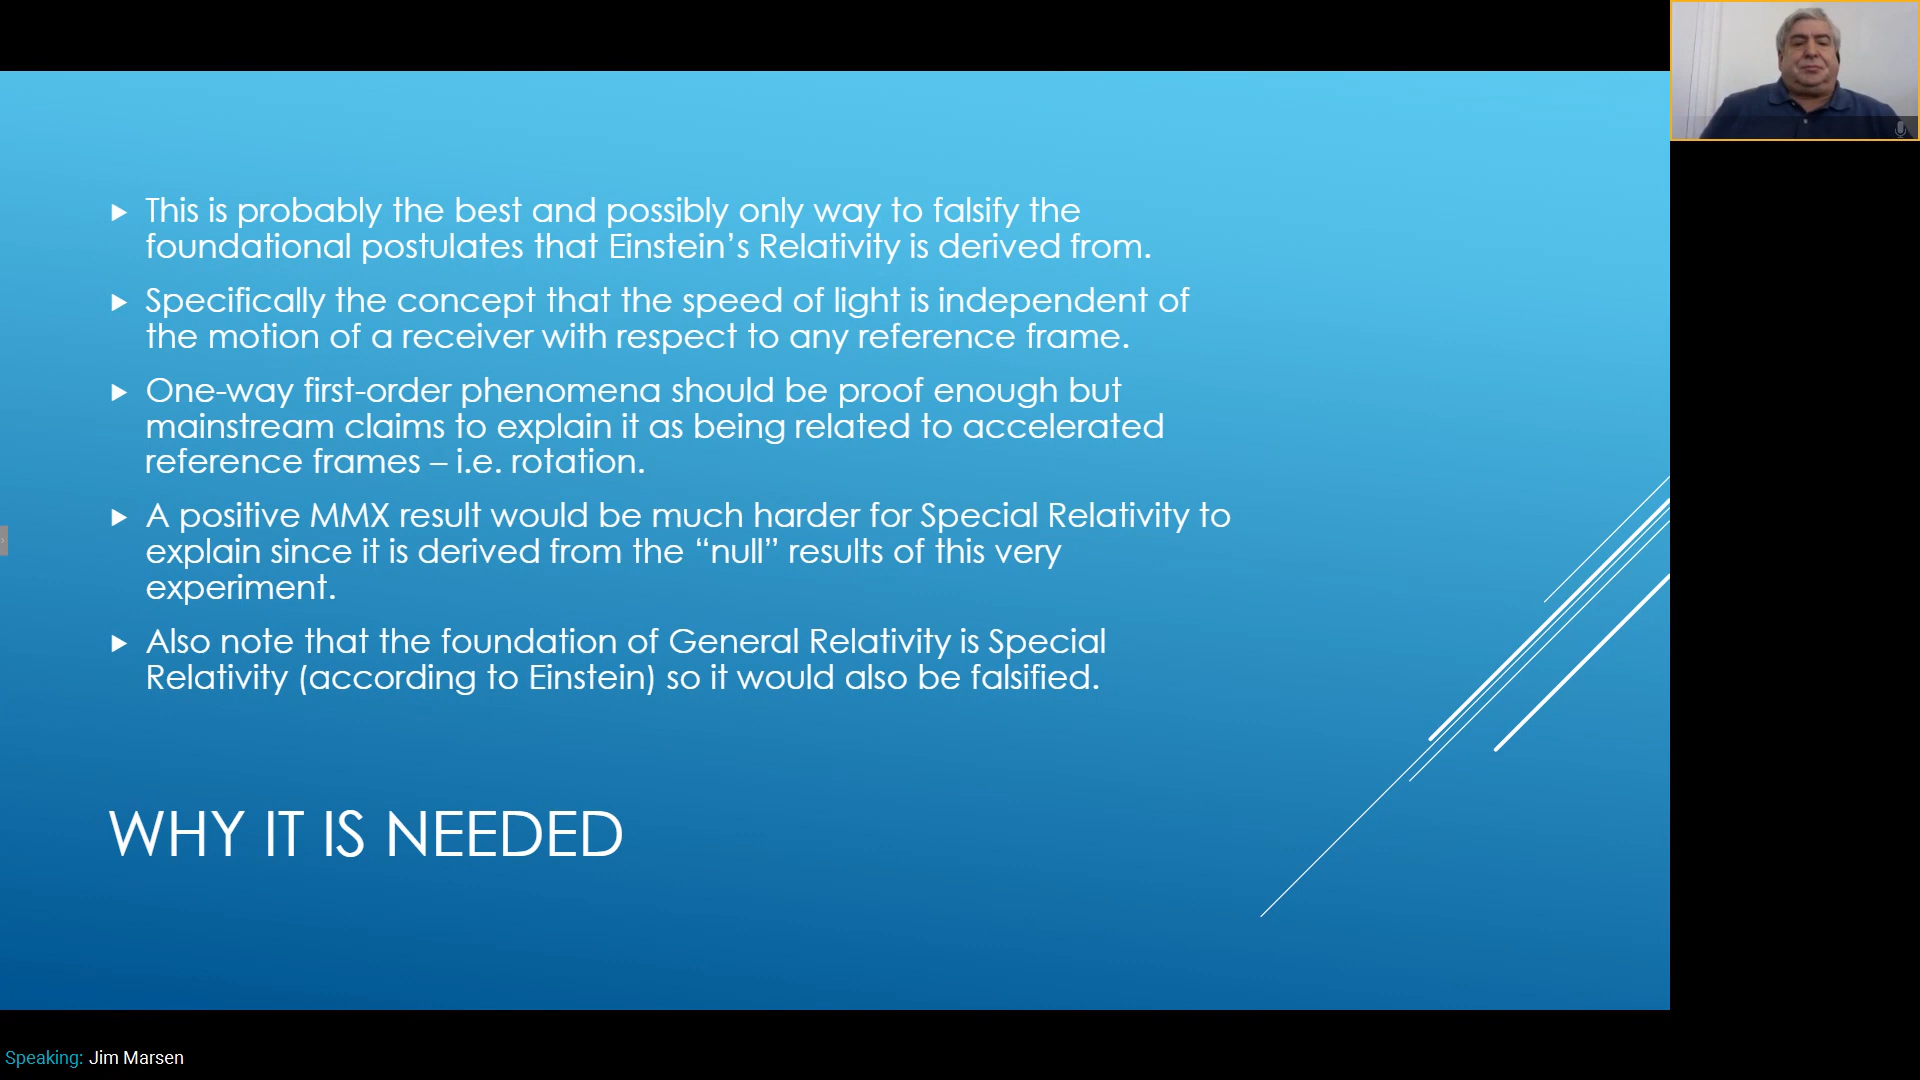 This is probably the best and possibly only way to falsify the
foundational postulates that Einstein’s Relativity is derived from.
Specifically the concept that the speed of light is independent of
the motion of a receiver with respect to any reference frame.
One-way first-order phenomena should be proof enough but
mainstream claims to explain it as being related to accelerated
reference frames – i.e. rotation.
A positive MMX result would be much harder for Special Relativity to
explain since it is derived from the “null” results of this very
experiment.
Also note that the foundation of General Relativity is Special
Relativity (according to Einstein) so it would also be falsified.
WHY IT IS NEEDED
Speaking: Jim Marsen